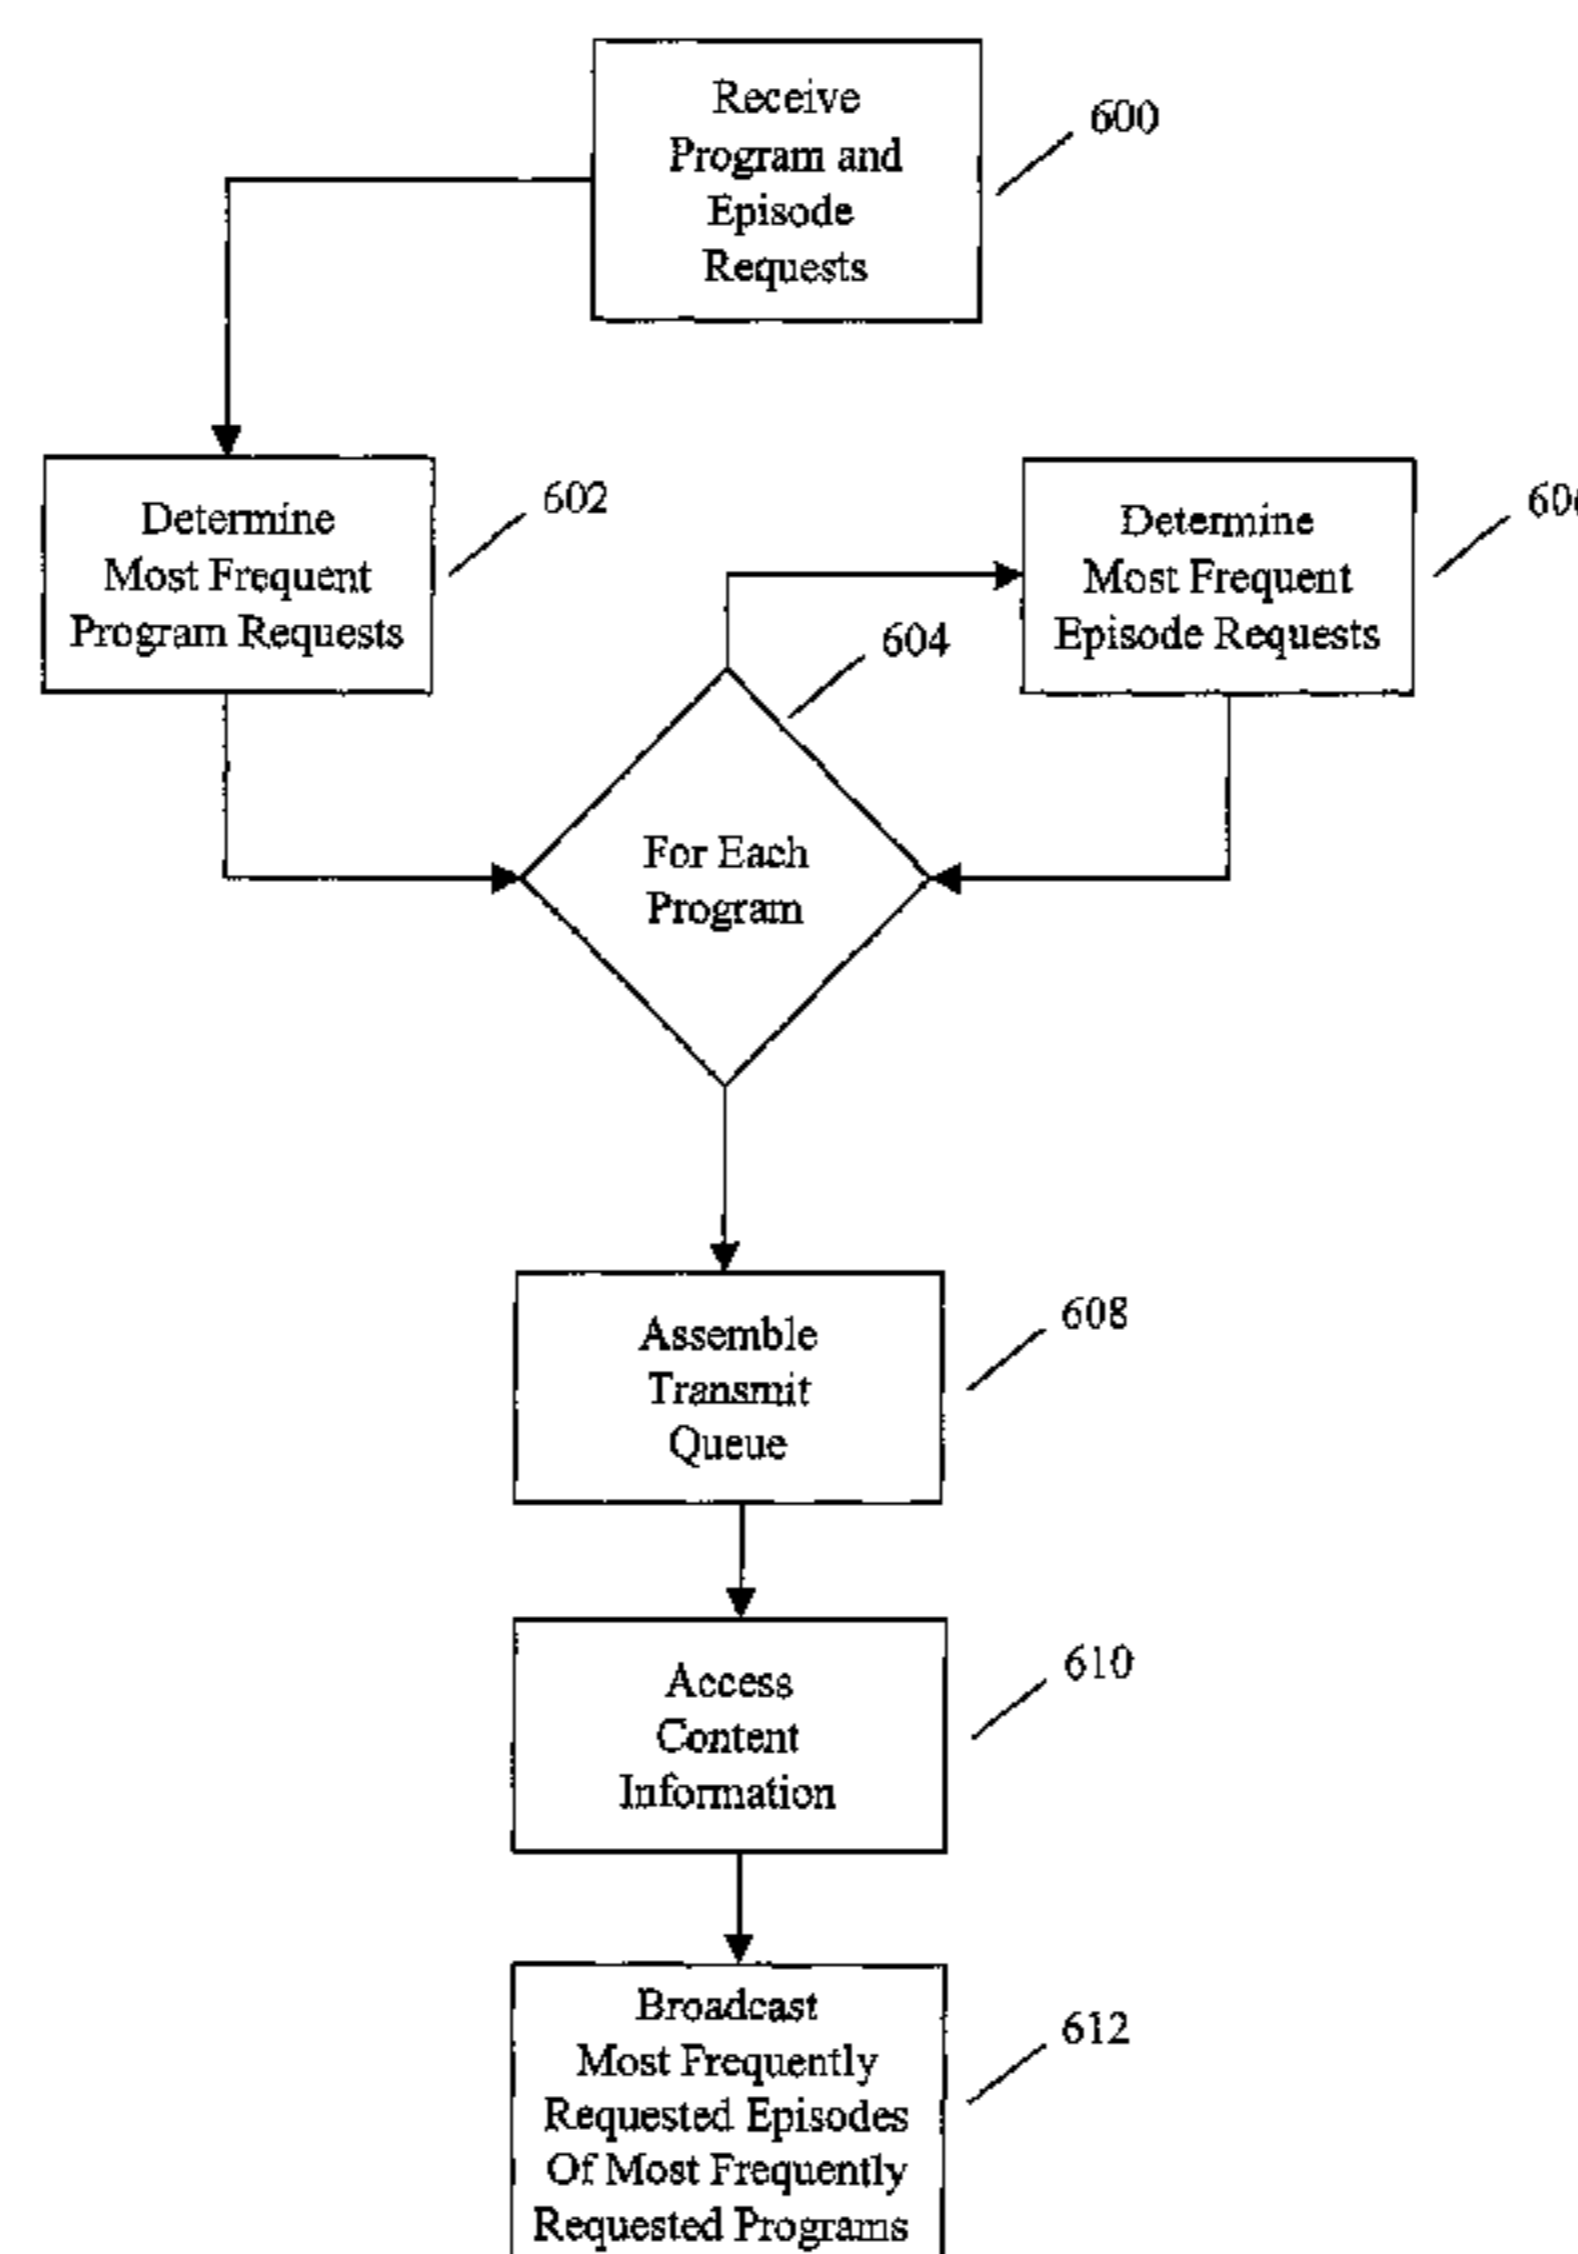 Receive
Program and
Episode
Requests
600
Determine
Most Frequent
Program Requests
602
Determine
Most Frequent
Episode Requests
604
For Each
Program
Assemble
Transmit
Queue
608
Access
Content
Information
610
Broadcast
Most Frequently
Requested Episodes
Of Most Frequently
Requested Programs
612